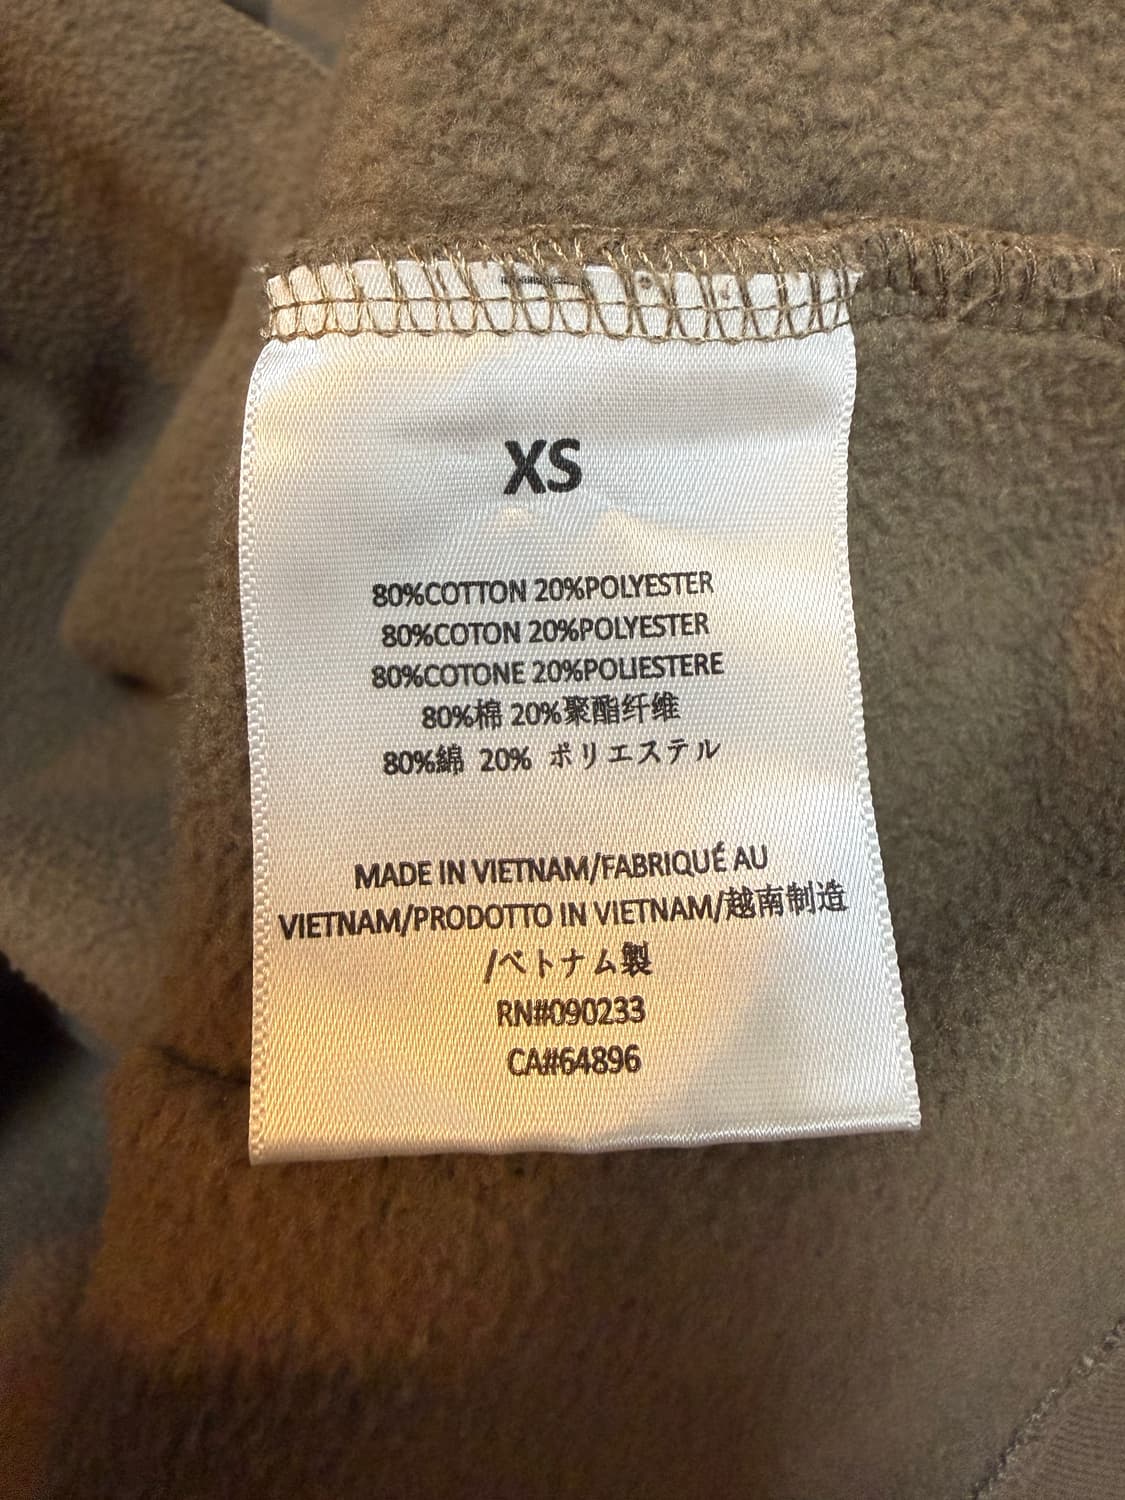 XS
80%COTTON 20%POLYESTER
80%COTON 20%POLYESTER
80%COTONE 20%POLIESTERE
80%棉 20%聚酯纤维
80%綿 20% ポリエステル
MADE IN VIETNAM/FABRIQUÉ AU
VIETNAM/PRODOTTO IN VIETNAM/越南制造
/ベトナム製
RN#090233
CA#64896